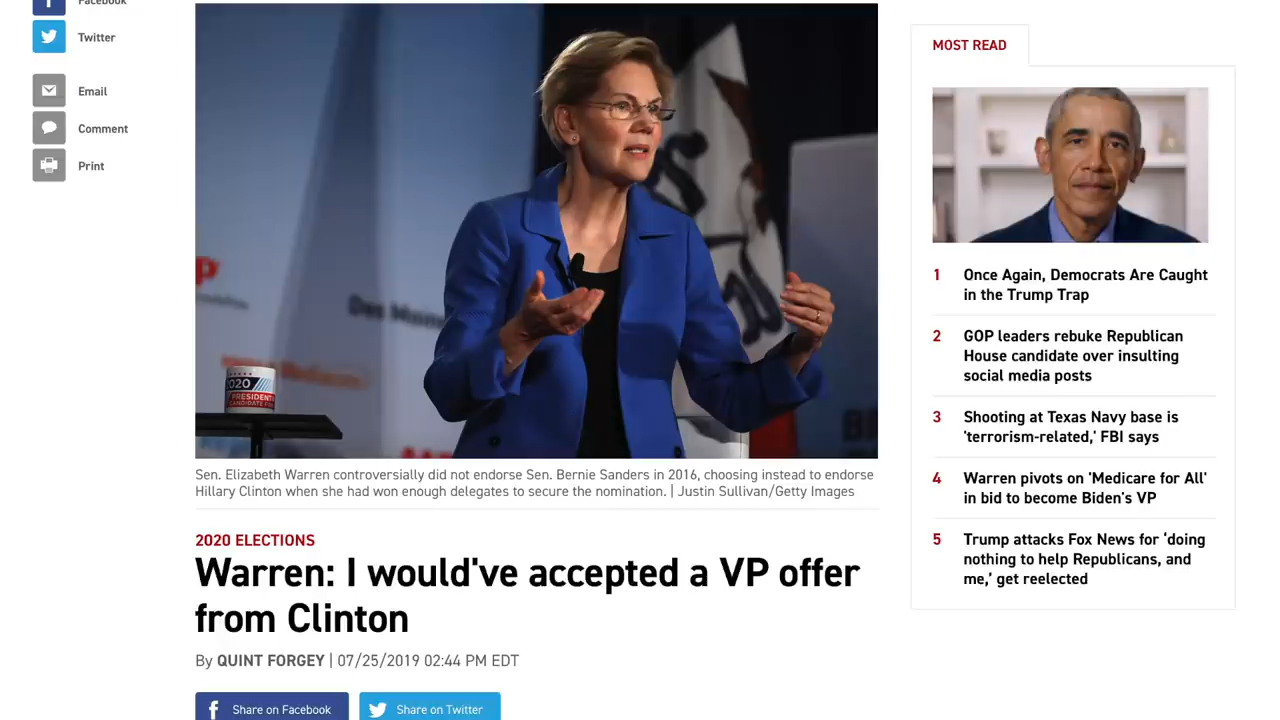 Facebook
Twitter
Email
Comment
Print
2020
PRESIDENTI
CANDIDATE
Sen. Elizabeth Warren controversially did not endorse Sen. Bernie Sanders in 2016, choosing instead to endorse
Hillary Clinton when she had won enough delegates to secure the nomination. | Justin Sullivan/Getty Images
2020 ELECTIONS
Warren: I would've accepted a VP offer
from Clinton
By QUINT FORGEY | 07/25/2019 02:44 PM EDT
Share on Facebook
Share on Twitter
MOST READ
1 Once Again, Democrats Are Caught
in the Trump Trap
2 GOP leaders rebuke Republican
House candidate over insulting
social media posts
3 Shooting at Texas Navy base is
'terrorism-related,' FBI says
4 Warren pivots on 'Medicare for All'
in bid to become Biden's VP
5 Trump attacks Fox News for ‘doing
nothing to help Republicans, and
me,’ get reelected